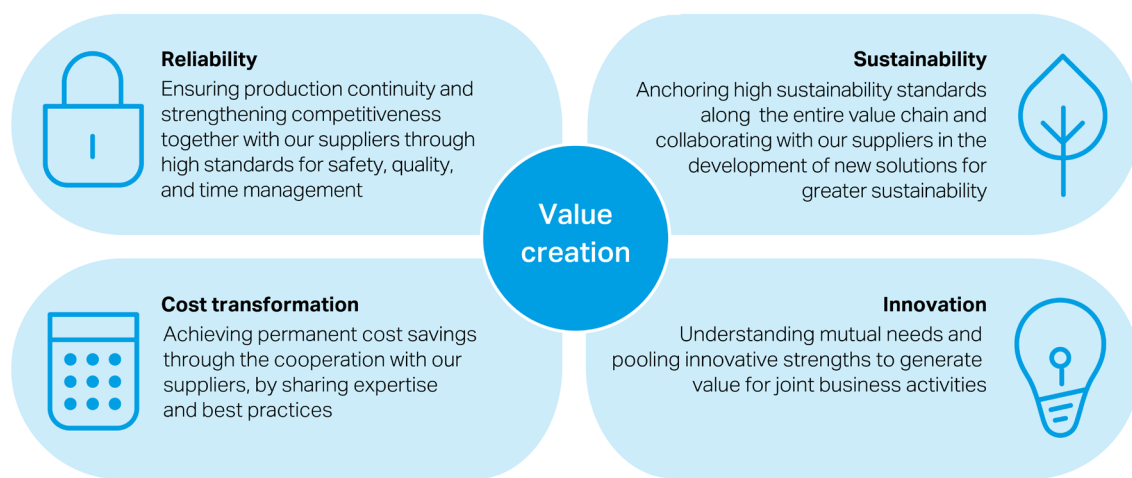 Reliability
Ensuring production continuity and
strengthening competitiveness
together with our suppliers through
high standards for safety, quality,
and time management
Sustainability
Anchoring high sustainability standards
along the entire value chain and
collaborating with our suppliers in the
development of new solutions for
greater sustainability
Value
creation
Cost transformation
Achieving permanent cost savings
through the cooperation with our
suppliers, by sharing expertise
and best practices
Innovation
Understanding mutual needs and
pooling innovative strengths to generate
value for joint business activities